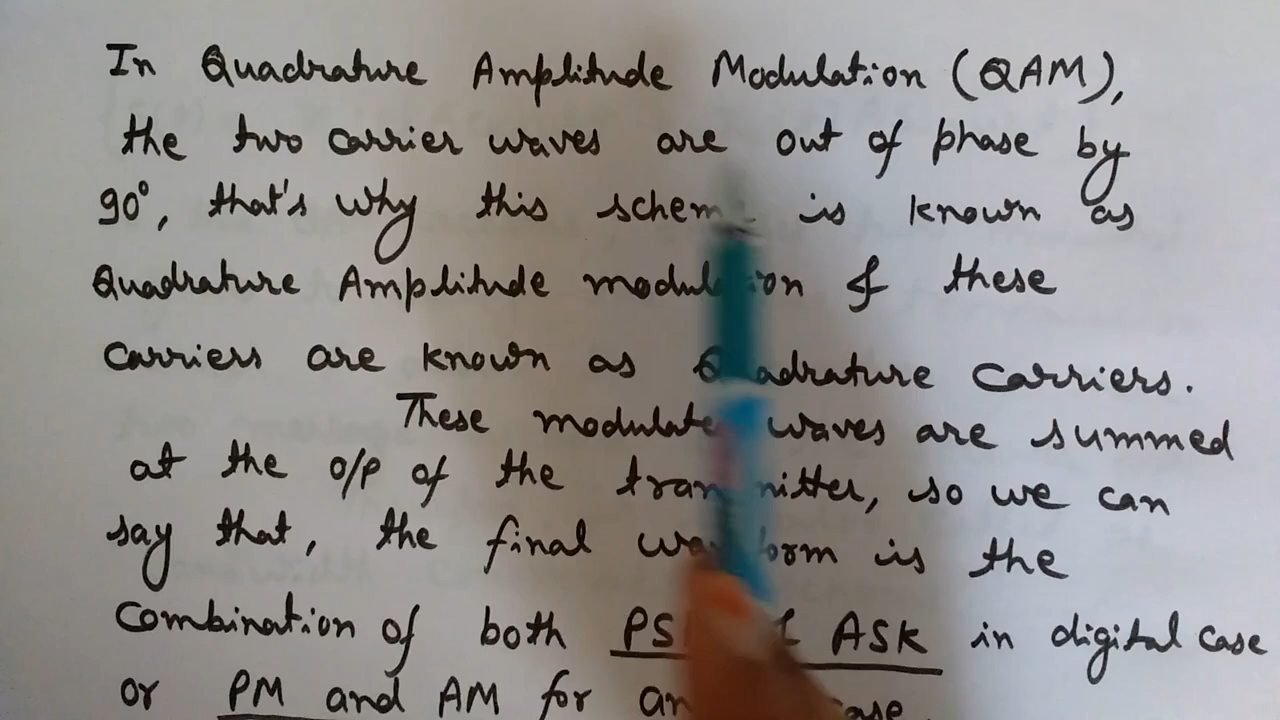 In Quadrature Amplitude Modulation (QAM),
the two carrier waves are out of phase by
90°, that's why this scheme is known as
Quadrature Amplitude modulation & these
carriers are known as Quadrature carriers.
These modulated waves are summed
at the o/p of the transmitter, so we can
say that, the final waveform is the
combination of both PSK & ASK in digital case
or PM and AM for case.